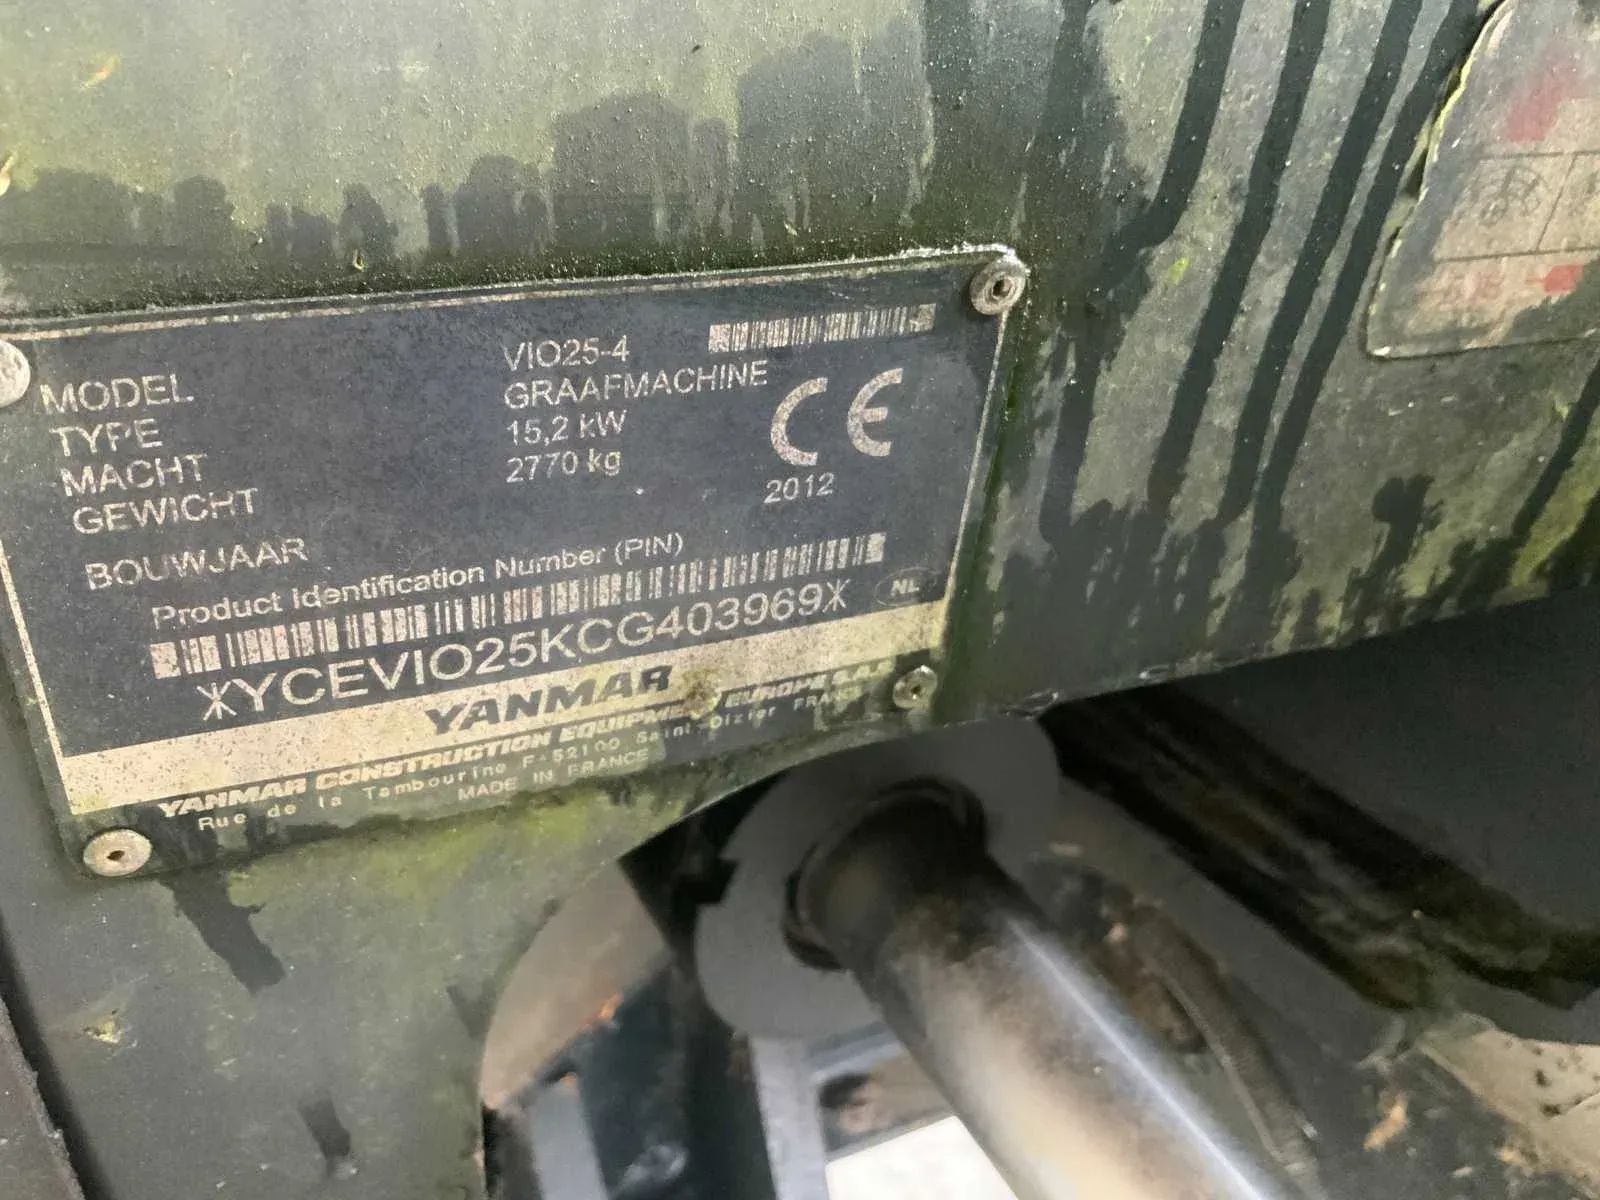 MODEL VIO25-4
TYPE GRAAFMACHINE
MACHT 15,2 kW
GEWICHT 2770 kg
BOUWJAAR 2012
CE
Product Identification Number (PIN)
NL
*YCEVIO25KCG403969*
YANMAR
YANMAR CONSTRUCTION EQUIPMENT EUROPE S.A.S
Rue de la Tambourine F-52100 Saint-Dizier FRANCE
MADE IN FRANCE